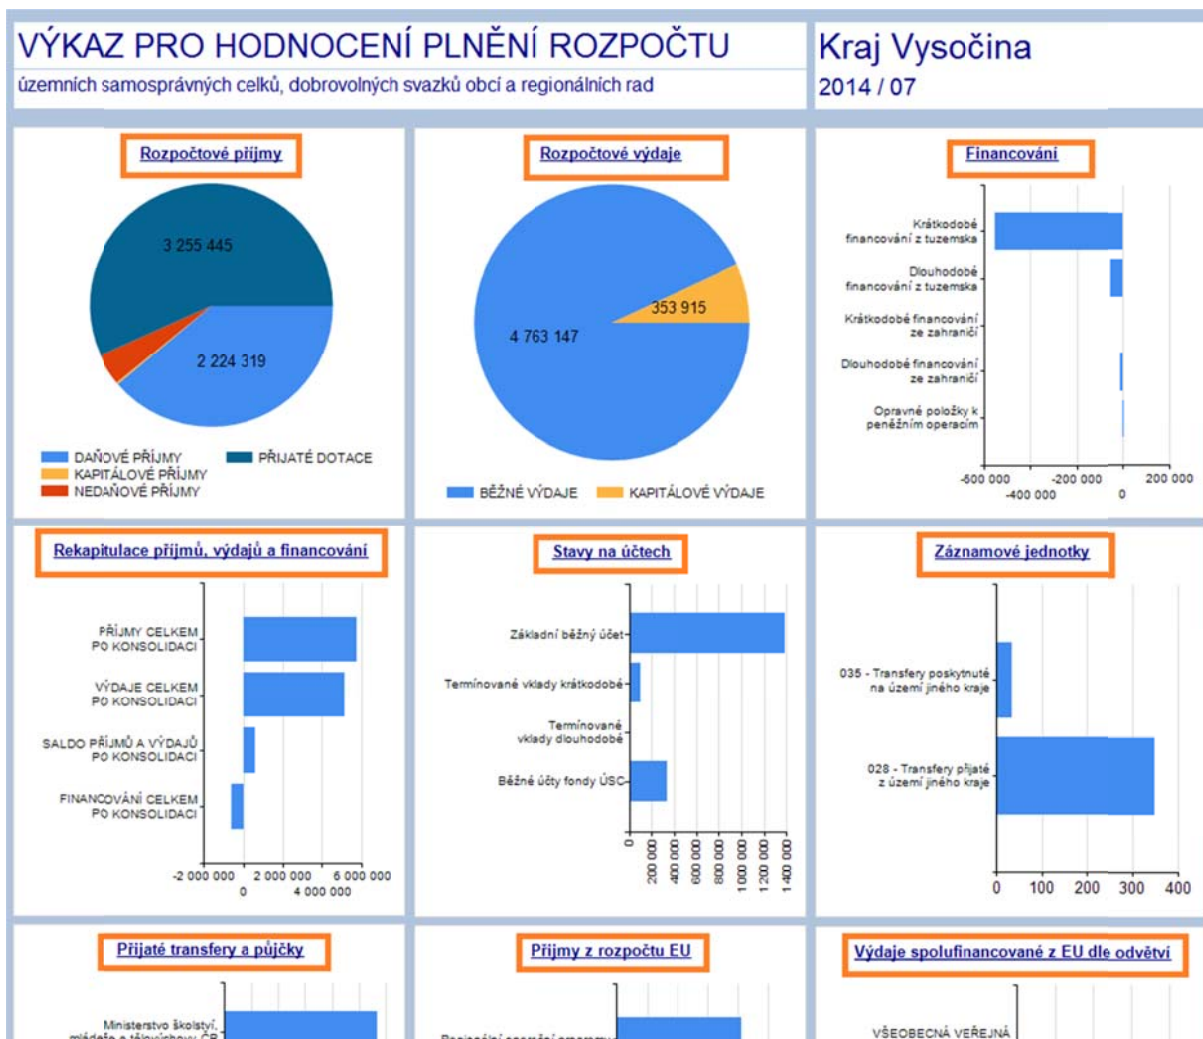 VÝKAZ PRO HODNOCENÍ PLNĚNÍ ROZPOČTU
územních samosprávných celků, dobrovolných svazků obcí a regionálních rad
Kraj Vysočina
2014 / 07
Rozpočtové příjmy
3 255 445
2 224 319
DAŇOVÉ PŘÍJMY
PŘIJATÉ DOTACE
KAPITÁLOVÉ PŘÍJMY
NEDAŇOVÉ PŘÍJMY
Rozpočtové výdaje
353 915
4 763 147
BĚŽNÉ VÝDAJE
KAPITÁLOVÉ VÝDAJE
Financování
Krátkodobé
financování z tuzemska
Dlouhodobé
financování z tuzemska
Krátkodobé financování
ze zahraničí
Dlouhodobé financování
ze zahraničí
Opravné položky k
peněžním operacím
-600 000 -200 000 200 000
-400 000 0
Rekapitulace příjmů, výdajů a financování
PŘÍJMY CELKEM
PO KONSOLIDACI
VÝDAJE CELKEM
PO KONSOLIDACI
SALDO PŘÍJMŮ A VÝDAJŮ
PO KONSOLIDACI
FINANCOVÁNÍ CELKEM
PO KONSOLIDACI
-2 000 000 2 000 000 6 000 000
0 4 000 000
Stavy na účtech
Základní běžný účet
Termínované vklady krátkodobé
Termínované
vklady dlouhodobé
Běžné účty fondy ÚSC
0 200 000 400 000 600 000 800 000 1 000 000 1 200 000 1 400 000
Záznamové jednotky
035 - Transfery poskytnuté
na území jiného kraje
028 - Transfery přijaté
z území jiného kraje
0 100 200 300 400
Přijaté transfery a půjčky
Ministerstvo školství,
mládeže a tělovýchovy ČR
Příjmy z rozpočtu EU
Regionální operační programy
Výdaje spolufinancované z EU dle odvětví
VŠEOBECNÁ VEŘEJNÁ